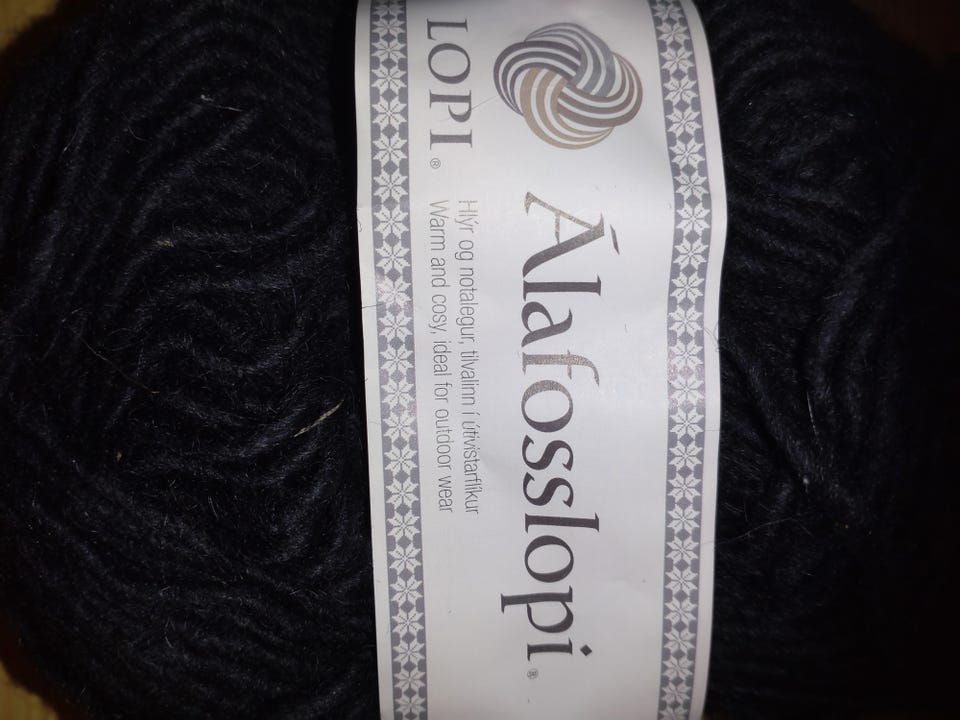 LOPI®
Álafosslopi®
Hlýr og notalegur, tilvalinn í útivistarflíkur
Warm and cosy, ideal for outdoor wear